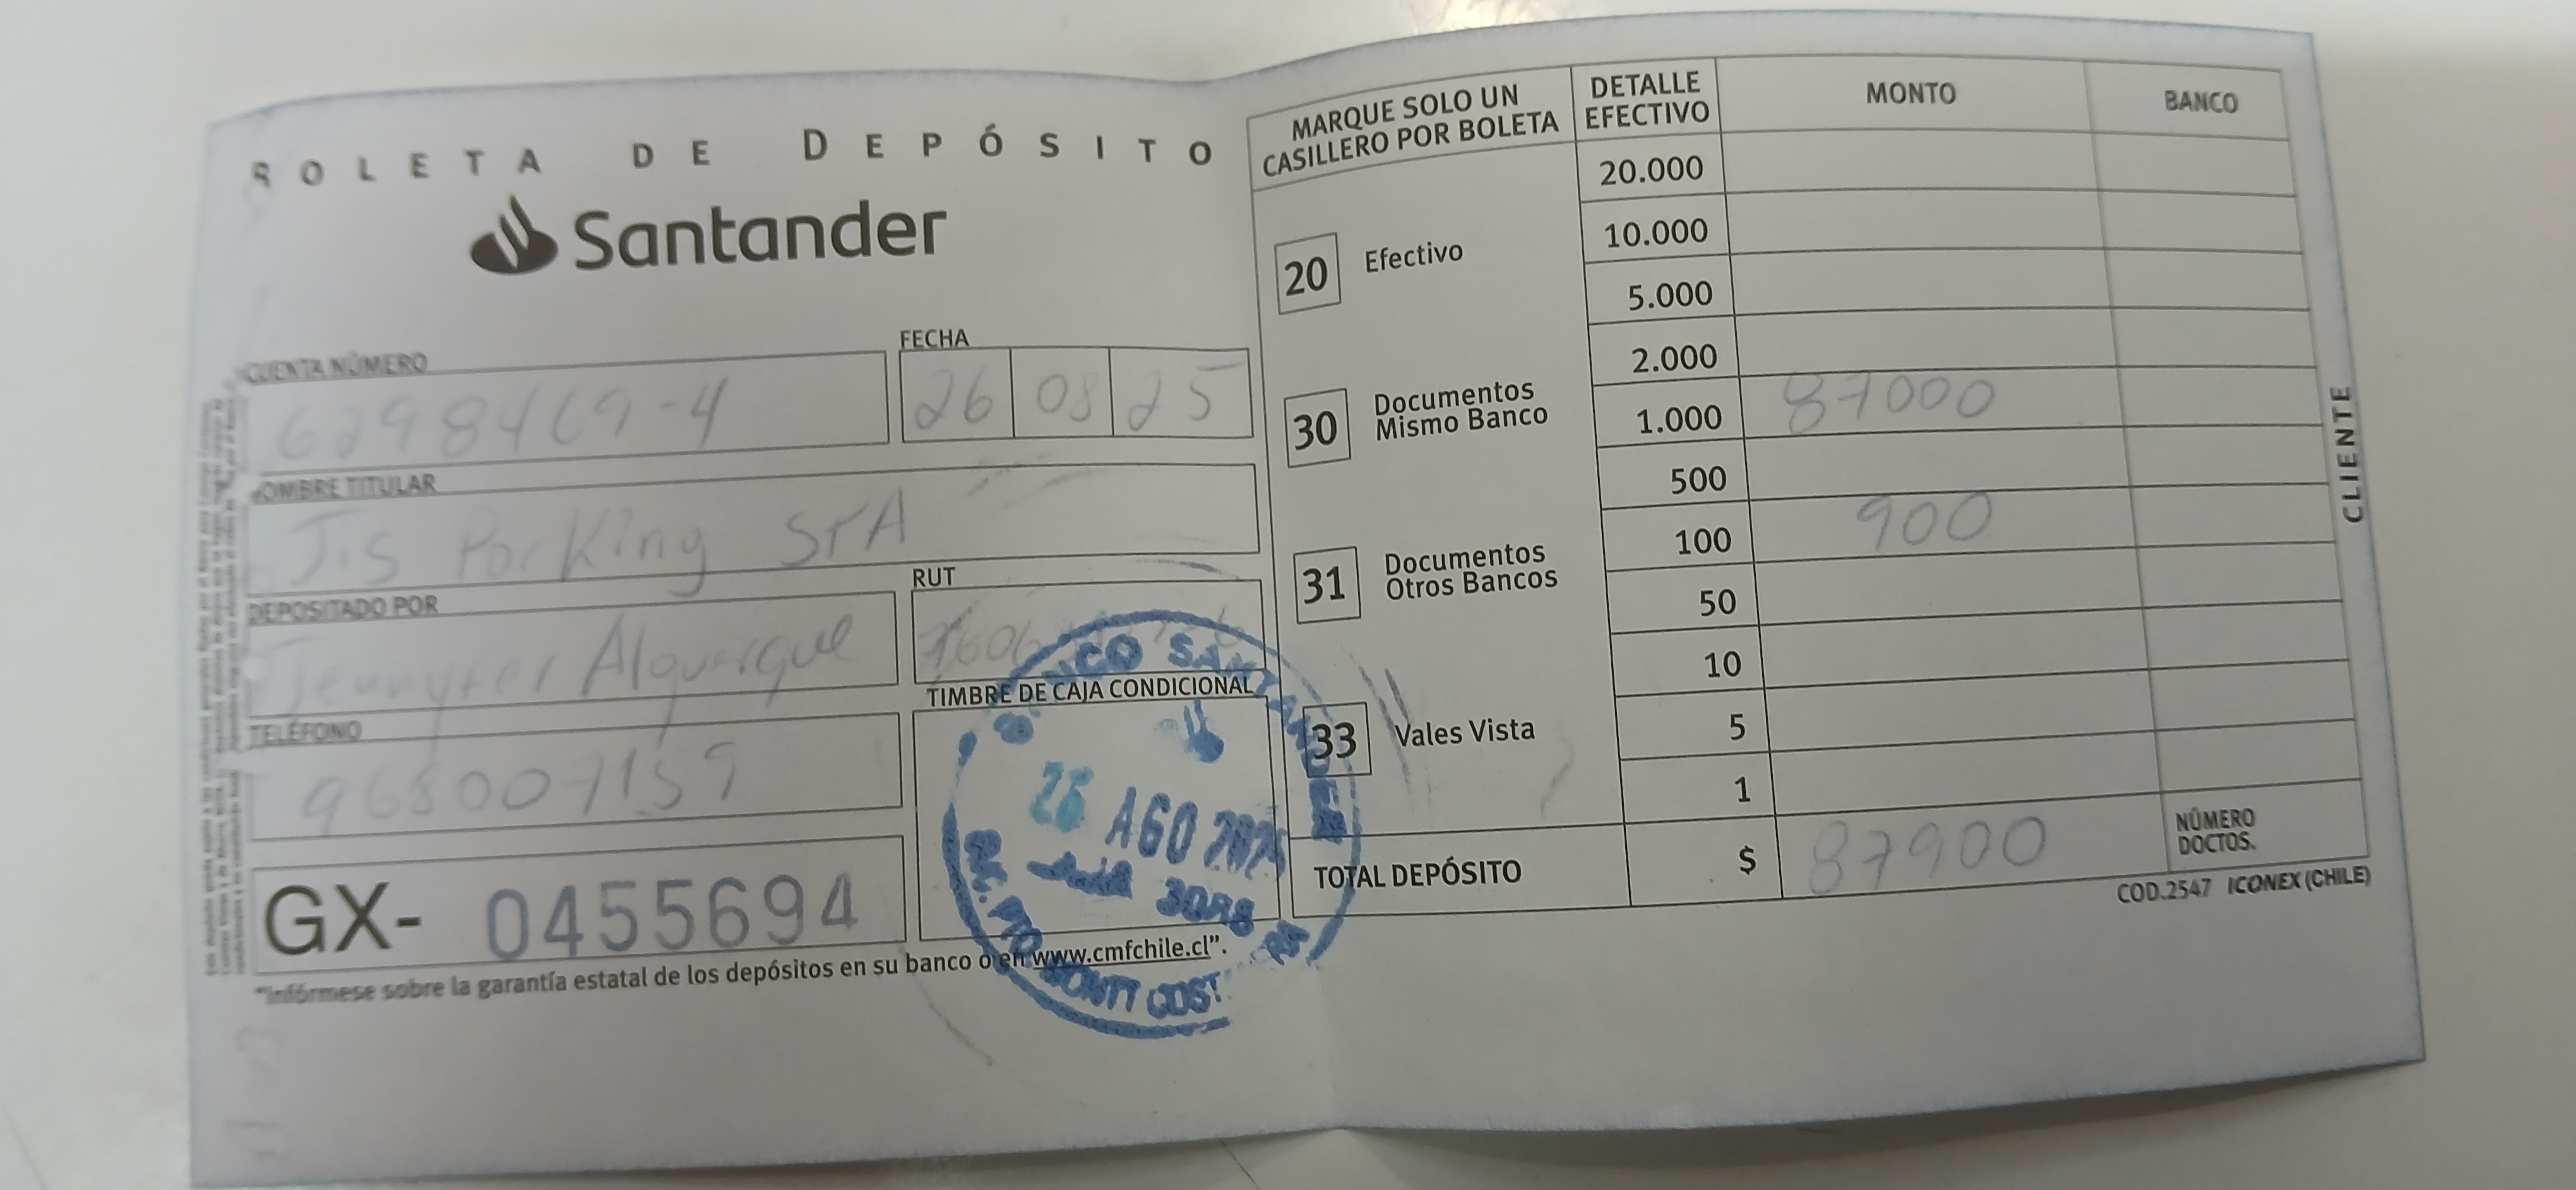 BOLETA DE DEPÓSITO
Santander
CUENTA NÚMERO
6298469-4
FECHA
26 08 25
NOMBRE TITULAR
J.S Parking SPA
DEPOSITADO POR
Jennyfer Alquerque
RUT
TELÉFONO
968007159
TIMBRE DE CAJA CONDICIONAL
BANCO SANTANDER
26 AGO 2025
PTO MONTT COST
GX- 0455694
"Infórmese sobre la garantía estatal de los depósitos en su banco o en www.cmfchile.cl".
MARQUE SOLO UN CASILLERO POR BOLETA
20 Efectivo
30 Documentos Mismo Banco
31 Documentos Otros Bancos
33 Vales Vista
DETALLE EFECTIVO MONTO BANCO
20.000
10.000
5.000
2.000
1.000 87000
500
100 900
50
10
5
1
TOTAL DEPÓSITO $ 87900
NÚMERO DOCTOS.
COD.2547 ICONEX (CHILE)
CLIENTE